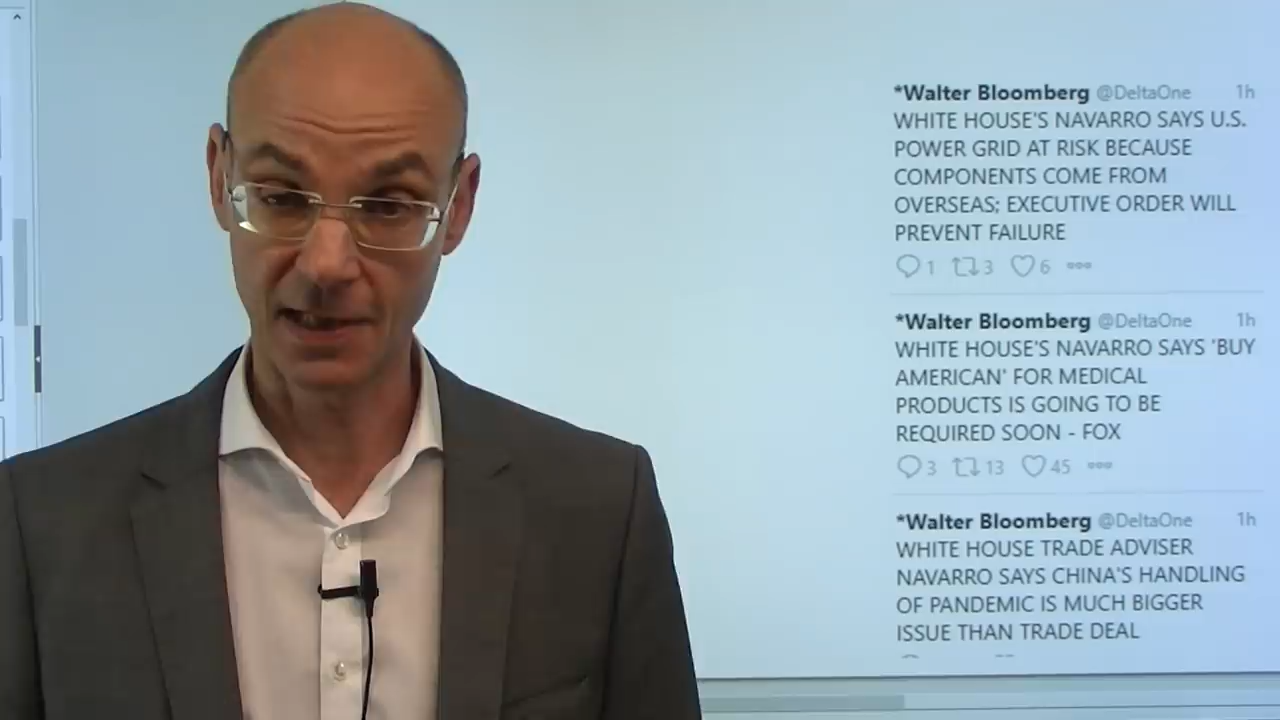 *Walter Bloomberg @DeltaOne 1h
WHITE HOUSE'S NAVARRO SAYS U.S.
POWER GRID AT RISK BECAUSE
COMPONENTS COME FROM
OVERSEAS; EXECUTIVE ORDER WILL
PREVENT FAILURE
1 3 6
*Walter Bloomberg @DeltaOne 1h
WHITE HOUSE'S NAVARRO SAYS 'BUY
AMERICAN' FOR MEDICAL
PRODUCTS IS GOING TO BE
REQUIRED SOON - FOX
3 13 45
*Walter Bloomberg @DeltaOne 1h
WHITE HOUSE TRADE ADVISER
NAVARRO SAYS CHINA'S HANDLING
OF PANDEMIC IS MUCH BIGGER
ISSUE THAN TRADE DEAL